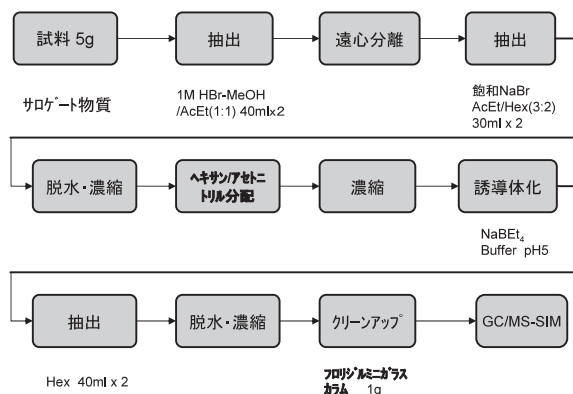 試料 5g
抽出
遠心分離
抽出
サロゲート物質
1M HBr-MeOH
/AcEt(1:1) 40ml×2
飽和NaBr
AcEt/Hex(3:2)
30ml x 2
脱水・濃縮
ヘキサン/アセトニ
トリル分配
濃縮
誘導体化
NaBEt₄
Buffer pH5
抽出
脱水・濃縮
クリーンアップ
GC/MS-SIM
Hex 40ml x 2
フロリジルミニガラス
カラム 1g